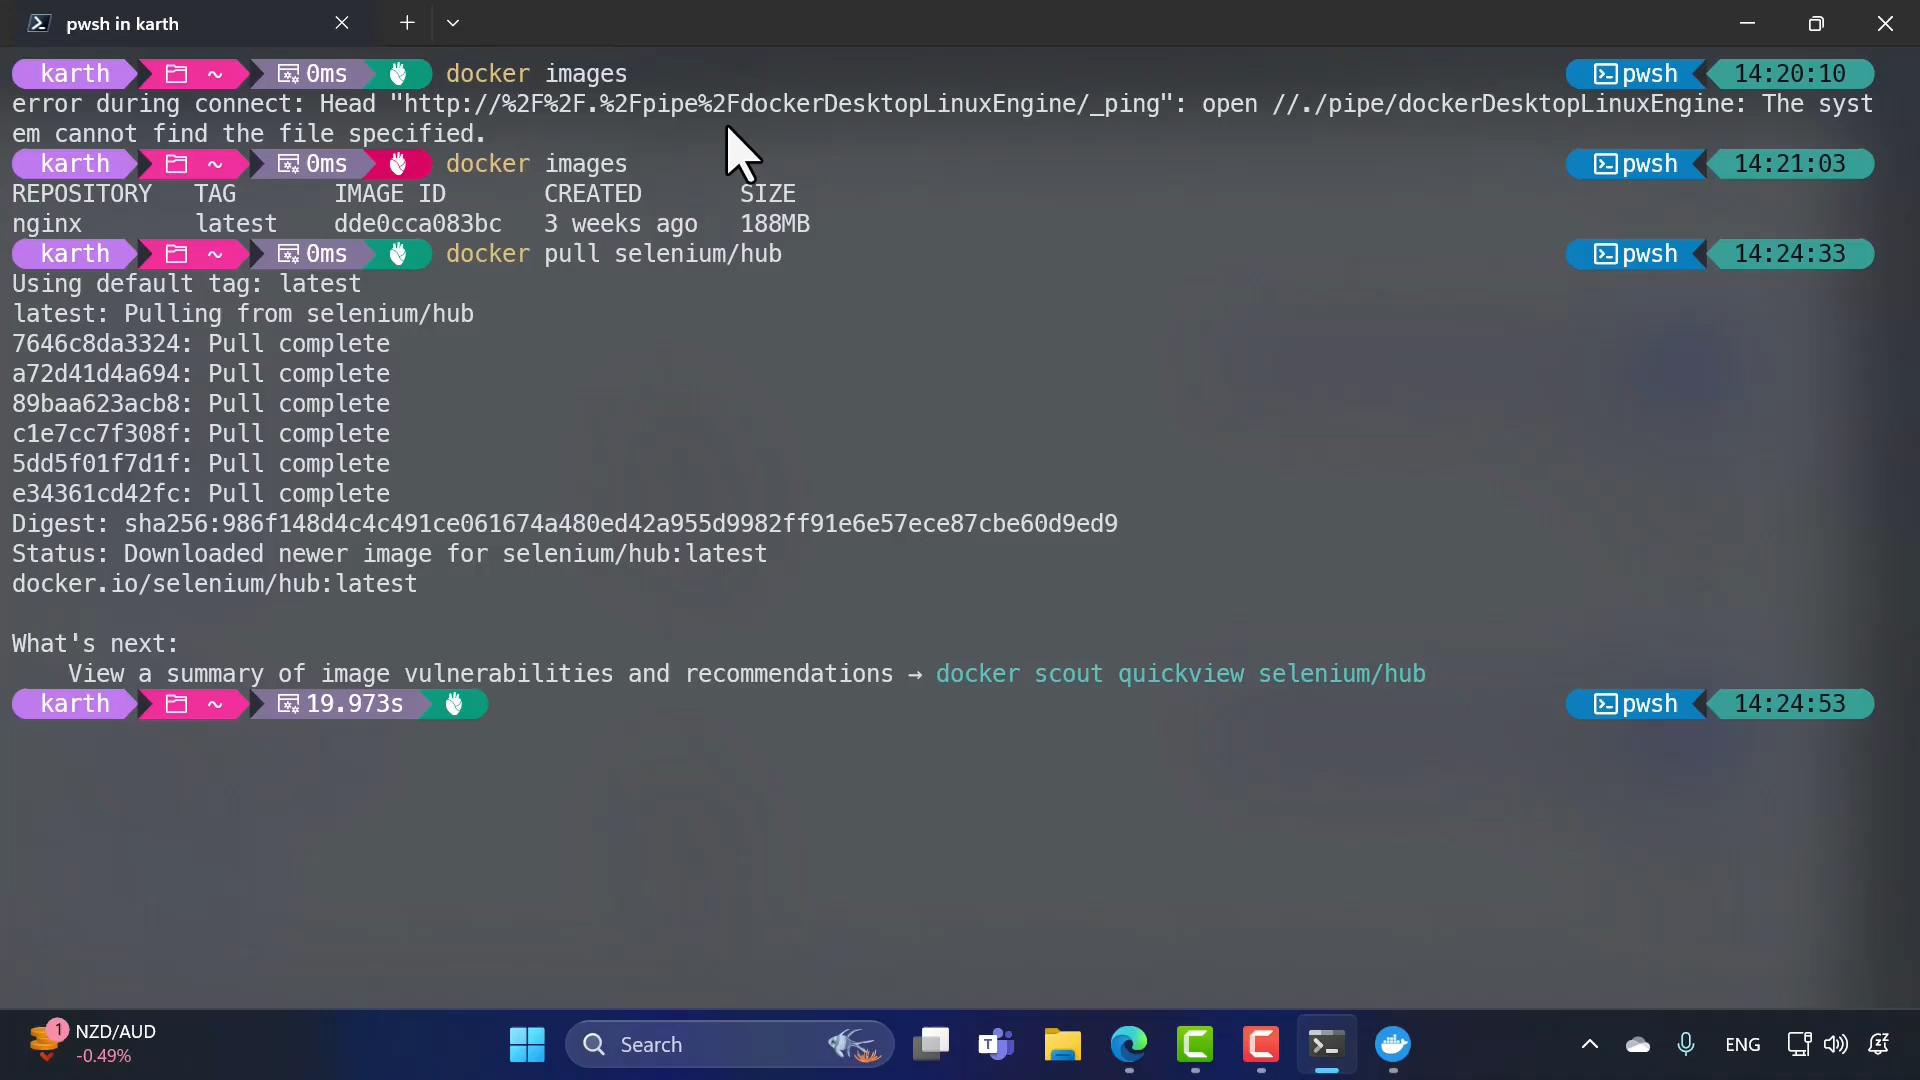 pwsh in karth
karth ~ 0ms docker images pwsh 14:20:10
error during connect: Head "http://%2F%2F.%2Fpipe%2FdockerDesktopLinuxEngine/_ping": open //./pipe/dockerDesktopLinuxEngine: The syst
em cannot find the file specified.
karth ~ 0ms docker images pwsh 14:21:03
REPOSITORY TAG IMAGE ID CREATED SIZE
nginx latest dde0cca083bc 3 weeks ago 188MB
karth ~ 0ms docker pull selenium/hub pwsh 14:24:33
Using default tag: latest
latest: Pulling from selenium/hub
7646c8da3324: Pull complete
a72d41d4a694: Pull complete
89baa623acb8: Pull complete
c1e7cc7f308f: Pull complete
5dd5f01f7d1f: Pull complete
e34361cd42fc: Pull complete
Digest: sha256:986f148d4c4c491ce061674a480ed42a955d9982ff91e6e57ece87cbe60d9ed9
Status: Downloaded newer image for selenium/hub:latest
docker.io/selenium/hub:latest
What's next:
View a summary of image vulnerabilities and recommendations → docker scout quickview selenium/hub
karth ~ 19.973s pwsh 14:24:53
1 NZD/AUD
-0.49%
Search
ENG